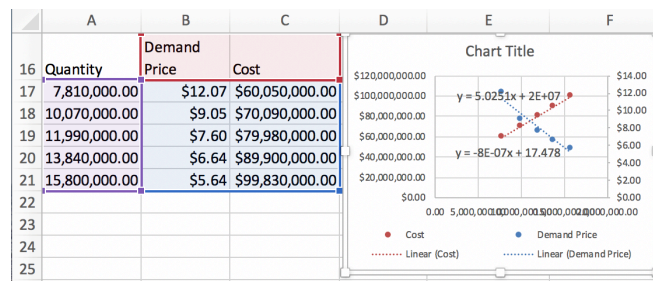 A B C D E F
Demand
16 Quantity Price Cost
17 7,810,000.00 $12.07 $60,050,000.00
18 10,070,000.00 $9.05 $70,090,000.00
19 11,990,000.00 $7.60 $79,980,000.00
20 13,840,000.00 $6.64 $89,900,000.00
21 15,800,000.00 $5.64 $99,830,000.00
22
23
24
25
Chart Title
$120,000,000.00 $14.00
$100,000,000.00 y = 5.0251x + 2E+07 $12.00
$10.00
$80,000,000.00
$8.00
$60,000,000.00
$6.00
$40,000,000.00 y = -8E-07x + 17.478
$4.00
$20,000,000.00
$2.00
$0.00 $0.00
0.00
Cost Demand Price
Linear (Cost) Linear (Demand Price)